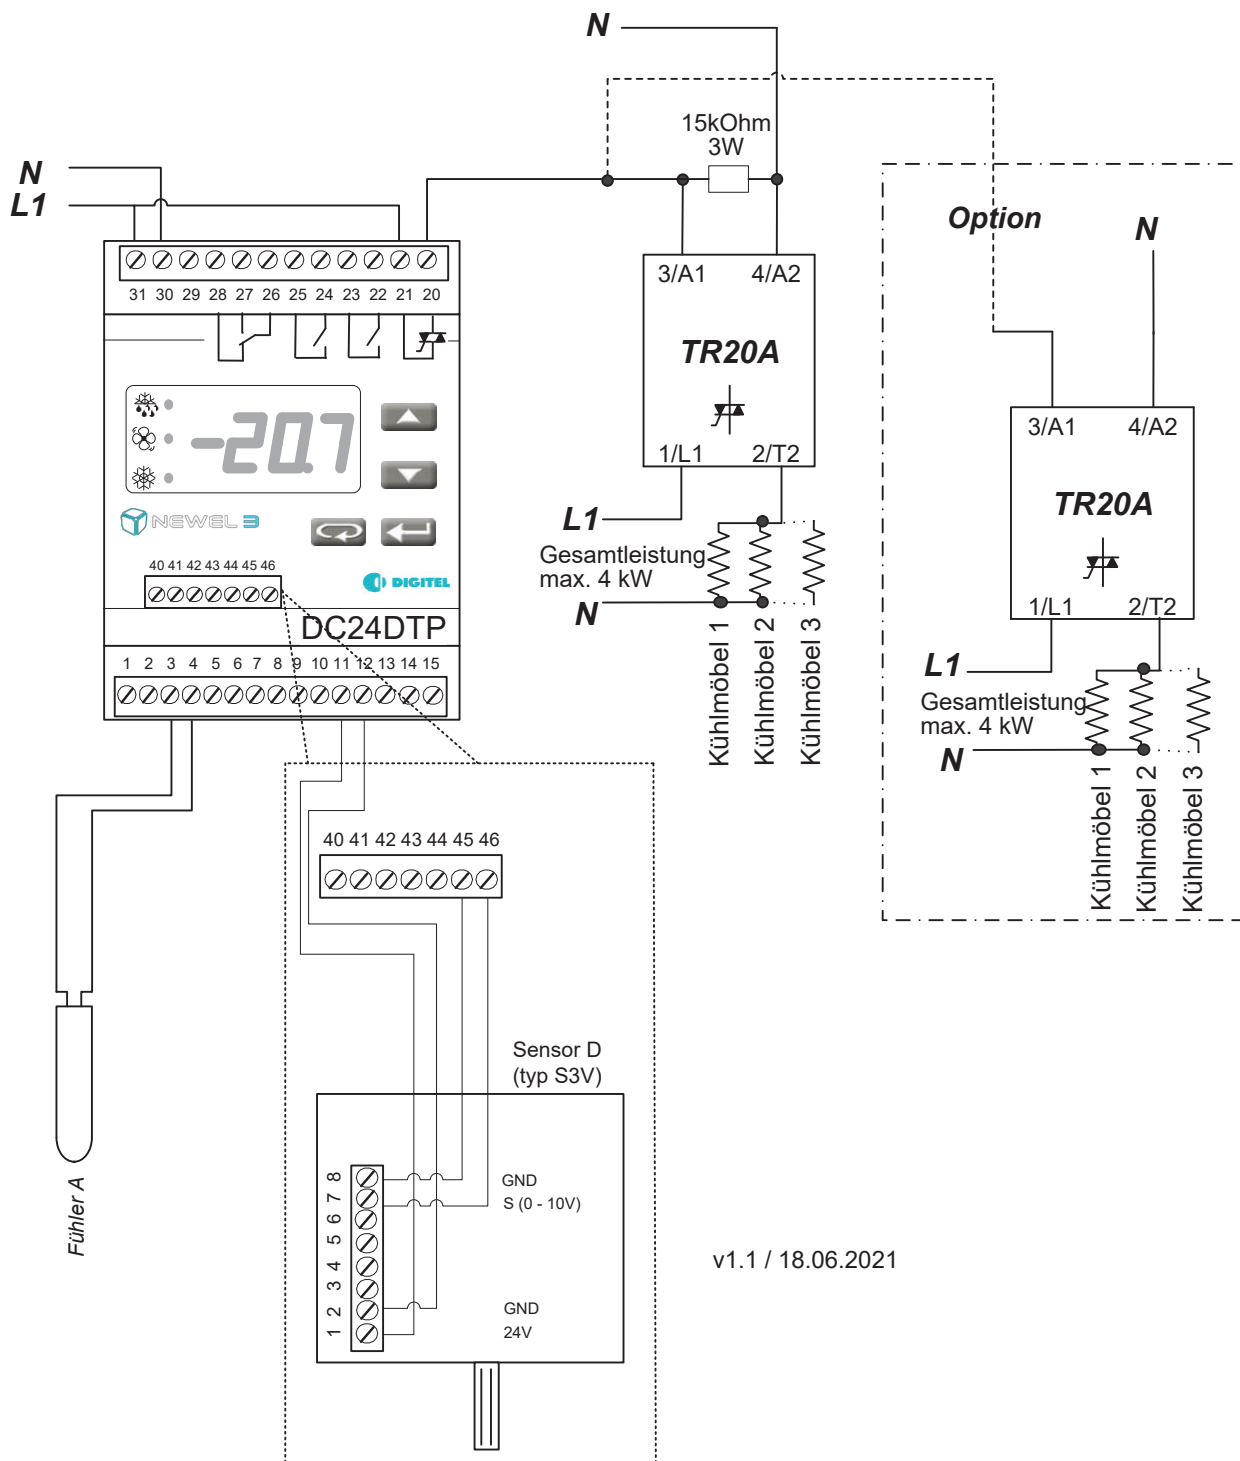 N
15kOhm
3W
N
L1
Option
N
31 30 29 28 27 26 25 24 23 22 21 20
3/A1 4/A2
TR20A
1/L1 2/T2
-20.7
NEWEL 3
L1
Gesamtleistung
max. 4 kW
N
Kühlmöbel 1
Kühlmöbel 2
Kühlmöbel 3
3/A1 4/A2
TR20A
1/L1 2/T2
L1
Gesamtleistung
max. 4 kW
N
Kühlmöbel 1
Kühlmöbel 2
Kühlmöbel 3
40 41 42 43 44 45 46
DIGITEL
DC24DTP
1 2 3 4 5 6 7 8 9 10 11 12 13 14 15
40 41 42 43 44 45 46
Sensor D
(typ S3V)
Fühler A
8 GND
7 S (0 - 10V)
6
5
4
3
2 GND
1 24V
v1.1 / 18.06.2021